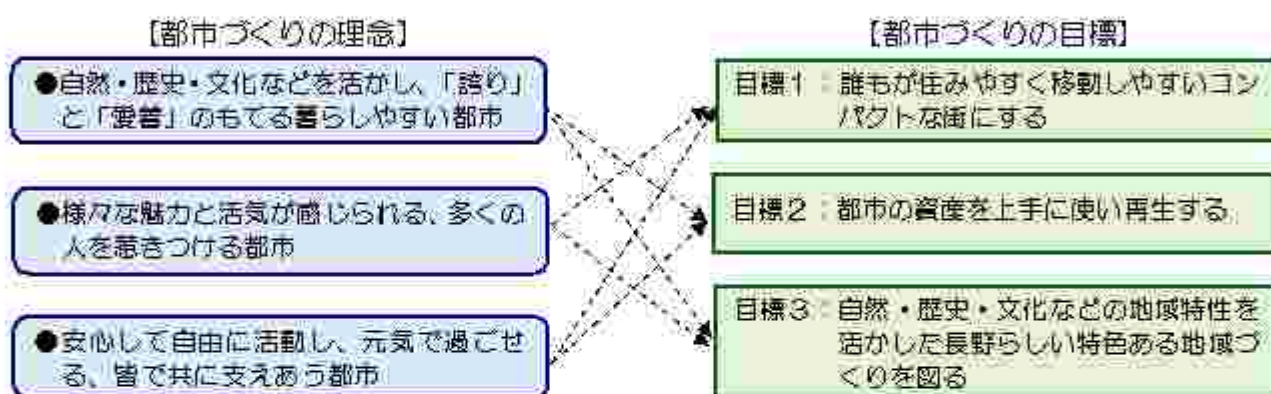 【都市づくりの理念】
●自然・歴史・文化などを活かし、「誇り」
と「愛着」のもてる暮らしやすい都市
●様々な魅力と活気が感じられる、多くの
人を惹きつける都市
●安心して自由に活動し、元気で過ごせ
る、皆で共に支えあう都市
【都市づくりの目標】
目標1：誰もが住みやすく移動しやすいコン
パクトな街にする
目標2：都市の資産を上手に使い再生する
目標3：自然・歴史・文化などの地域特性を
活かした長野らしい特色ある地域づ
くりを図る